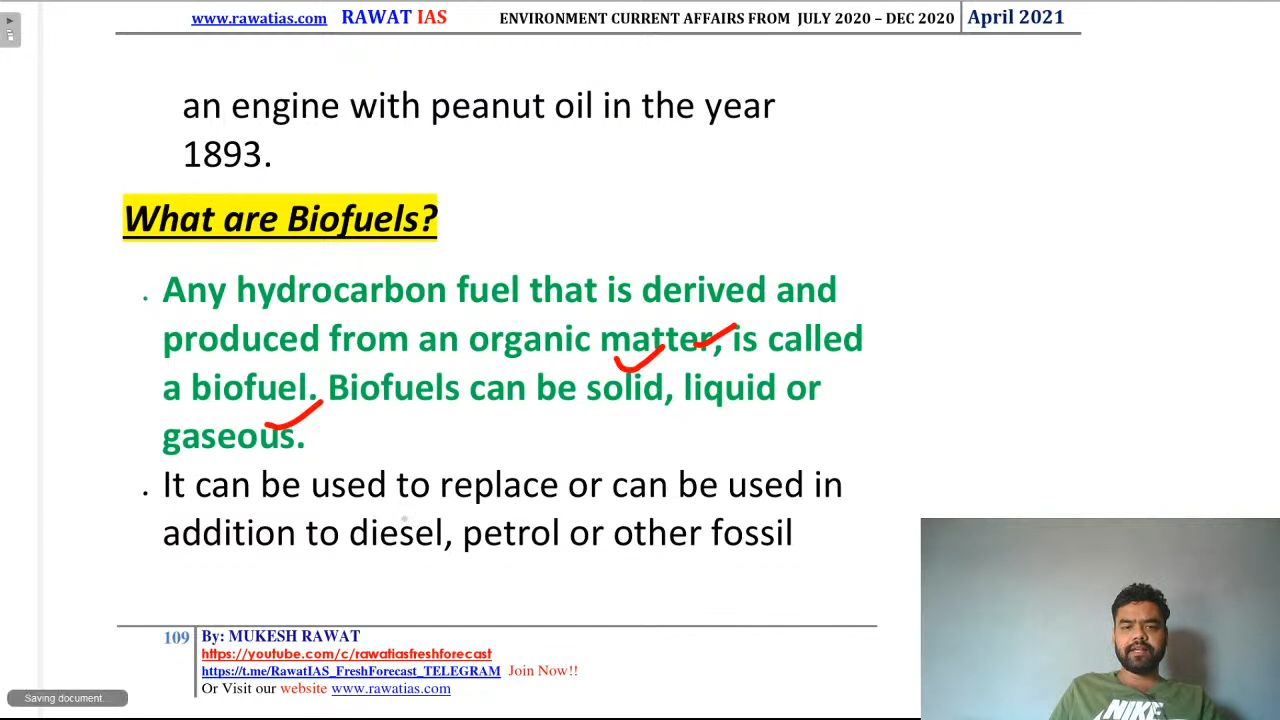 www.rawatias.com RAWAT IAS ENVIRONMENT CURRENT AFFAIRS FROM JULY 2020 – DEC 2020 April 2021
an engine with peanut oil in the year
1893.
What are Biofuels?
. Any hydrocarbon fuel that is derived and
produced from an organic matter, is called
a biofuel. Biofuels can be solid, liquid or
gaseous.
. It can be used to replace or can be used in
addition to diesel, petrol or other fossil
109 By: MUKESH RAWAT
https://youtube.com/c/rawatiasfreshforecast
https://t.me/RawatIAS_FreshForecast_TELEGRAM Join Now!!
Or Visit our website www.rawatias.com
Saving document...
NIKE